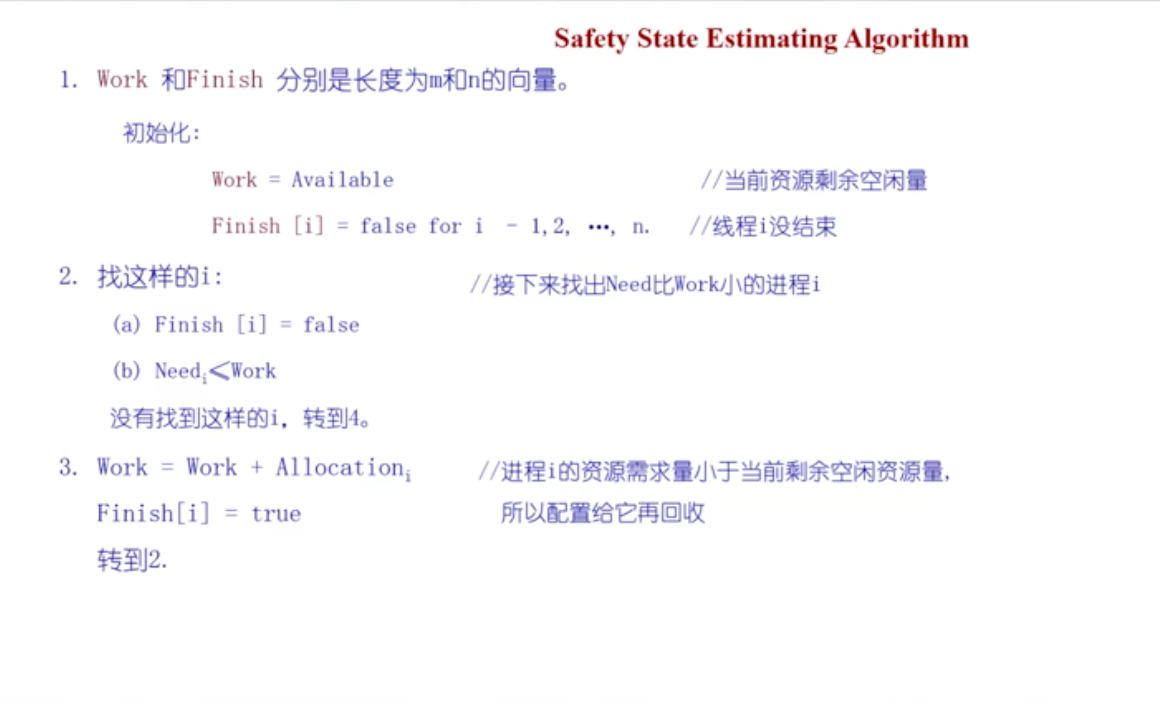 Safety State Estimating Algorithm
1. Work 和Finish 分别是长度为m和n的向量。
初始化:
Work = Available //当前资源剩余空闲量
Finish [i] = false for i - 1,2, …, n. //线程i没结束
2. 找这样的i: //接下来找出Need比Work小的进程i
(a) Finish [i] = false
(b) Needi≤Work
没有找到这样的i，转到4。
3. Work = Work + Allocationi //进程i的资源需求量小于当前剩余空闲资源量,
Finish[i] = true 所以配置给它再回收
转到2.